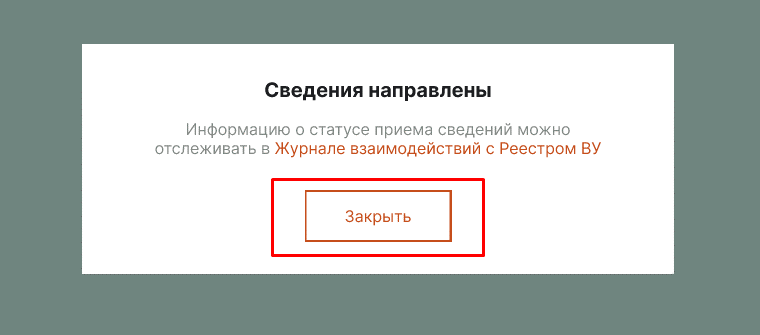 Сведения направлены
Информацию о статусе приема сведений можно
отслеживать в Журнале взаимодействий с Реестром ВУ
Закрыть